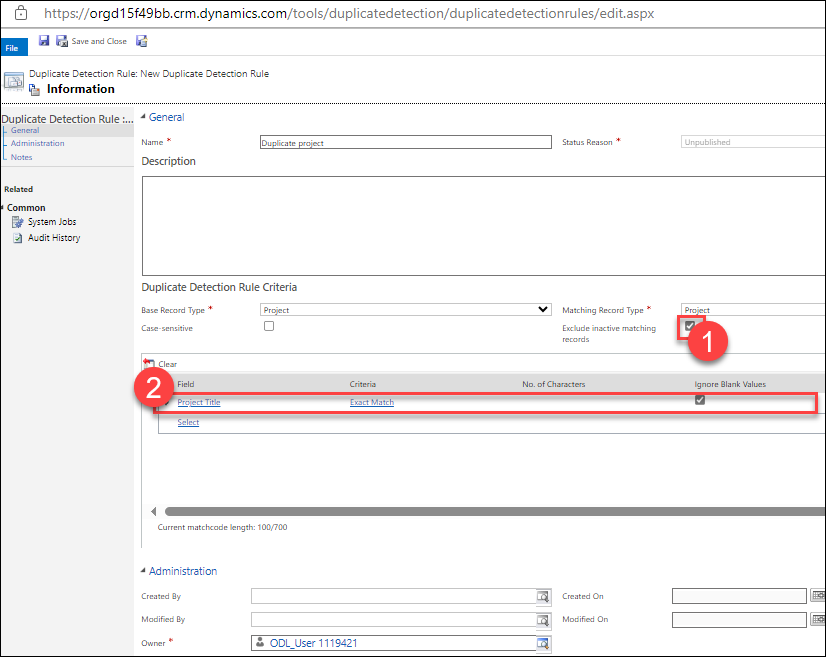 https://orgd15f49bb.crm.dynamics.com/tools/duplicatedetection/duplicatedetectionrules/edit.aspx
File
Save and Close
Duplicate Detection Rule: New Duplicate Detection Rule
Information
Duplicate Detection Rule :...
General
Administration
Notes
Related
Common
System Jobs
Audit History
General
Name * Duplicate project Status Reason * Unpublished
Description
Duplicate Detection Rule Criteria
Base Record Type * Project Matching Record Type * Project
Case-sensitive Exclude inactive matching
records
1
Clear
2
Field Criteria No. of Characters Ignore Blank Values
Project Title Exact Match
Select
Current matchcode length: 100/700
Administration
Created By Created On
Modified By Modified On
Owner * ODL_User 1119421